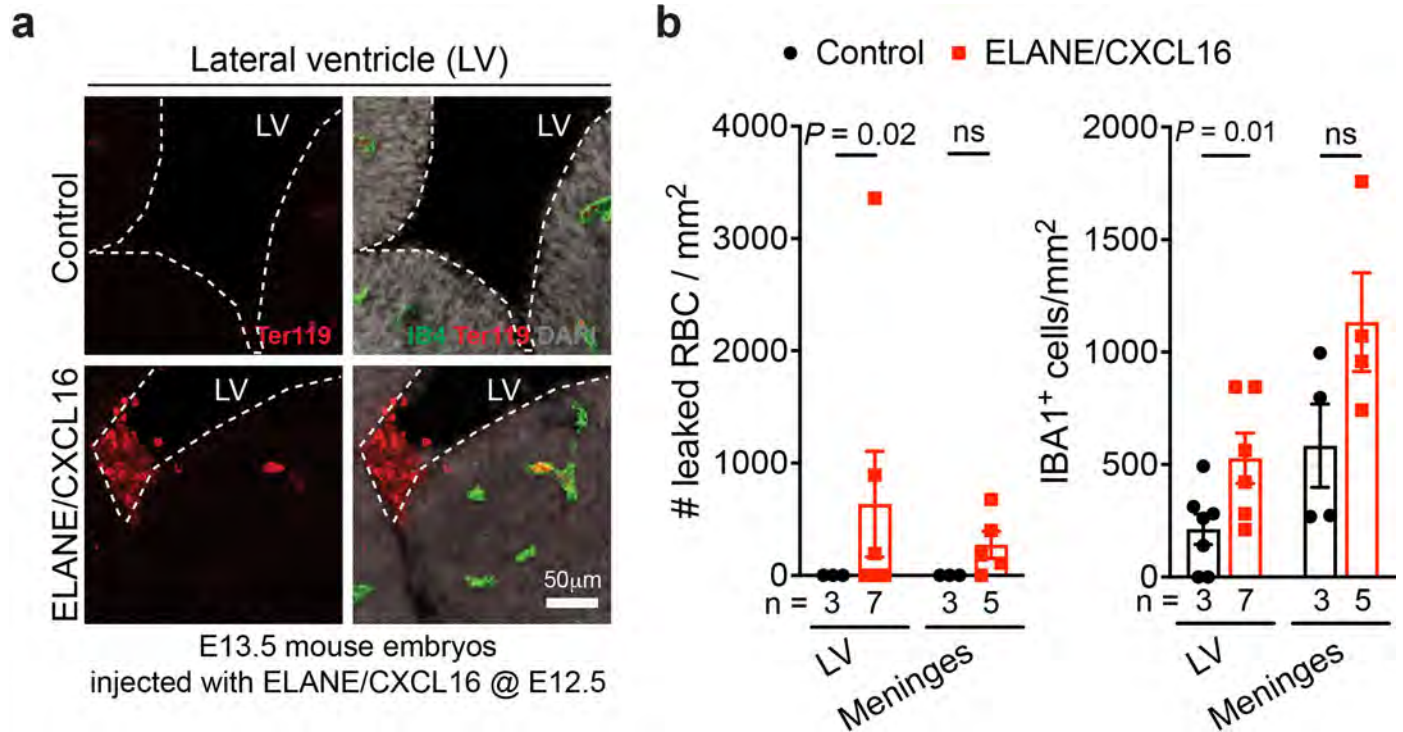 a
Lateral ventricle (LV)
Control
LV
Ter119
LV
IB4 Ter119 DAPI
ELANE/CXCL16
LV
LV
50μm
E13.5 mouse embryos
injected with ELANE/CXCL16 @ E12.5
b
Control
ELANE/CXCL16
# leaked RBC / mm²
4000
3000
2000
1000
0
P = 0.02
ns
n = 3 7 3 5
LV
Meninges
IBA1⁺ cells/mm²
2000
1500
1000
500
0
P = 0.01
ns
n = 3 7 3 5
LV
Meninges